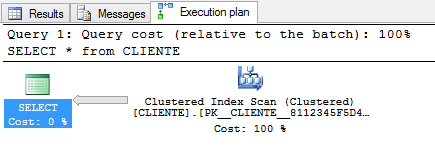 Results Messages Execution plan
Query 1: Query cost (relative to the batch): 100%
SELECT * from CLIENTE
SELECT
Cost: 0 %
Clustered Index Scan (Clustered)
[CLIENTE].[PK__CLIENTE__8112345F5D4…
Cost: 100 %